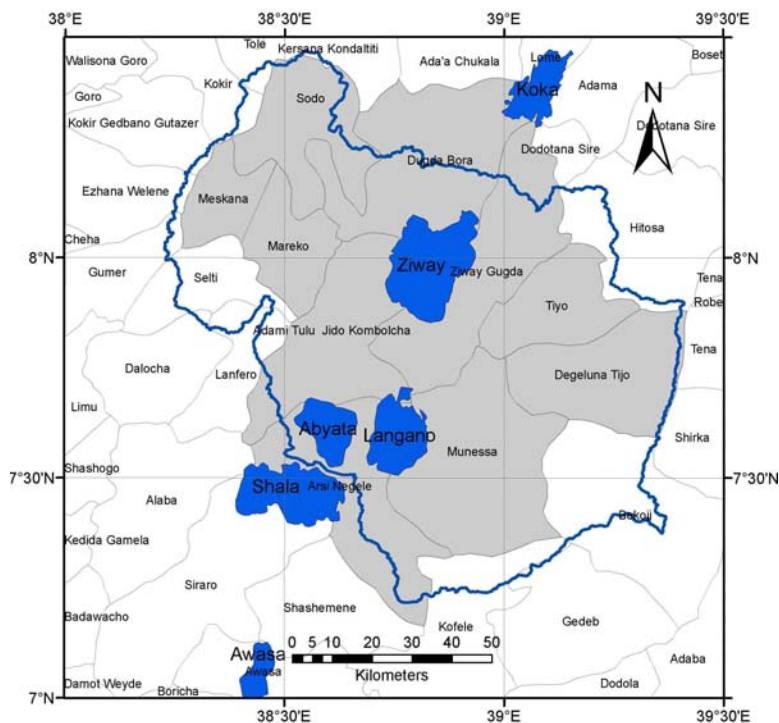 38°E 38°30'E 39°E 39°30'E
Tole
Kersana Kondaltiti
Walisona Goro
Ada'a Chukala
Lome
Boset
Kokir
Koka
Adama
Goro
Sodo
N
Kokir Gedbano Gutazer
Dodotana Sire
Dodotana Sire
Dugda Bora
Ezhana Welene
Meskana
Hitosa
Cheha
Mareko
8°N 8°N
Gumer
Selti
Ziway
Ziway Gugda
Tena
Tiyo
Robe
Adami Tulu Jido Kombolcha
Tena
Dalocha
Lanfero
Degeluna Tijo
Limu
Abyata
Langano
Shirka
Munessa
Shashogo
7°30'N 7°30'N
Shala
Arsi Negele
Alaba
Bekoji
Kedida Gamela
Siraro
Shashemene
Badawacho
Kofele
Gedeb
0 5 10 20 30 40 50
Kilometers
Awasa
Awasa
Adaba
Damot Weyde
Boricha
Dodola
7°N 7°N
38°30'E 39°E 39°30'E